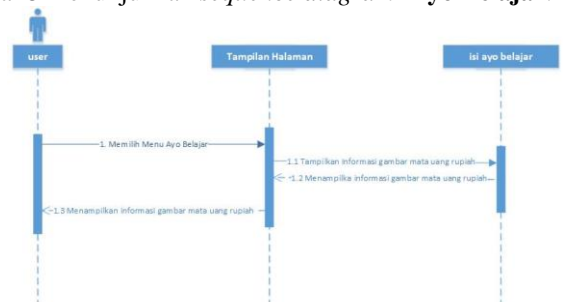 sequence
user
Tampilan Halaman
isi ayo belajar
1. Memilih Menu Ayo Belajar
1.1 Tampilkan informasi gambar mata uang rupiah
1.2 Menampilka informasi gambar mata uang rupiah
1.3 Menampilkan informasi gambar mata uang rupiah